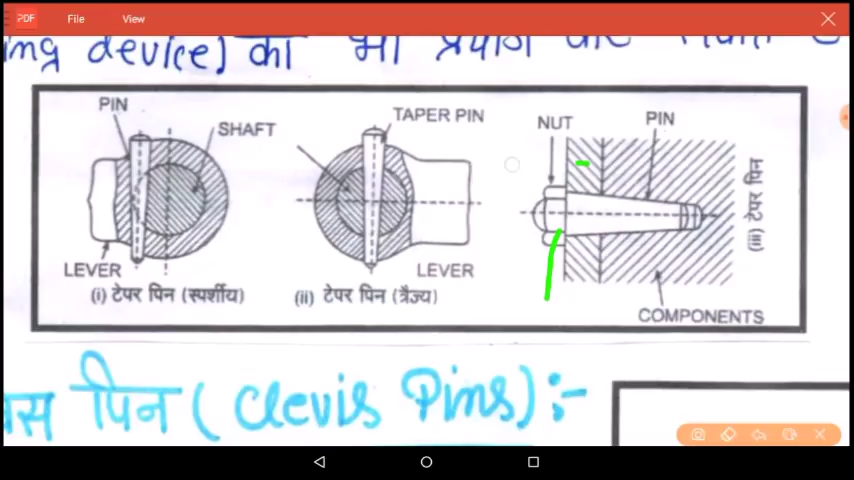 PDF File View
device) का भी प्रयोग
PIN
SHAFT
TAPER PIN
NUT
PIN
LEVER
LEVER
COMPONENTS
(i) टेपर पिन (स्पर्शीय)
(ii) टेपर पिन (त्रैज्य)
(iii) टेपर पिन
पिन (Clevis Pins) :-